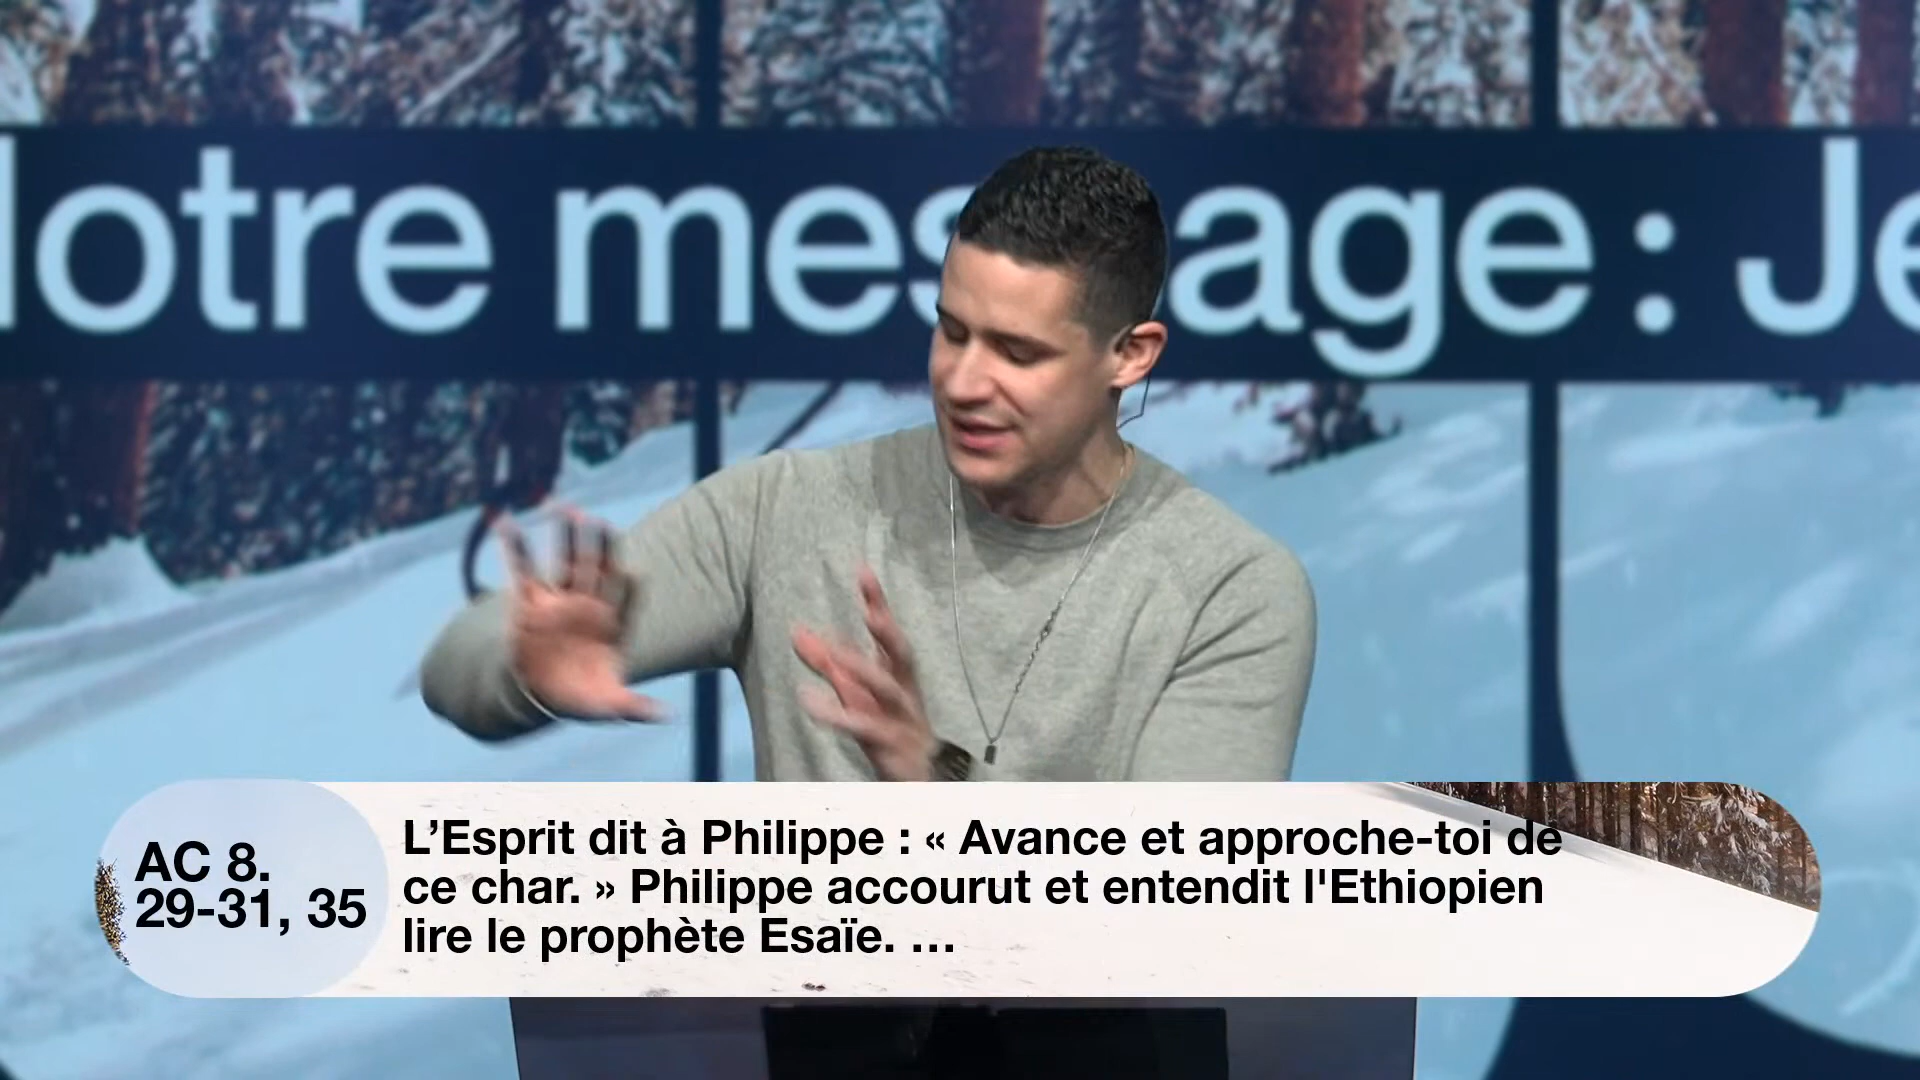 otre message : Je
AC 8.
29-31, 35
L’Esprit dit à Philippe : « Avance et approche-toi de
ce char. » Philippe accourut et entendit l'Ethiopien
lire le prophète Esaïe. …